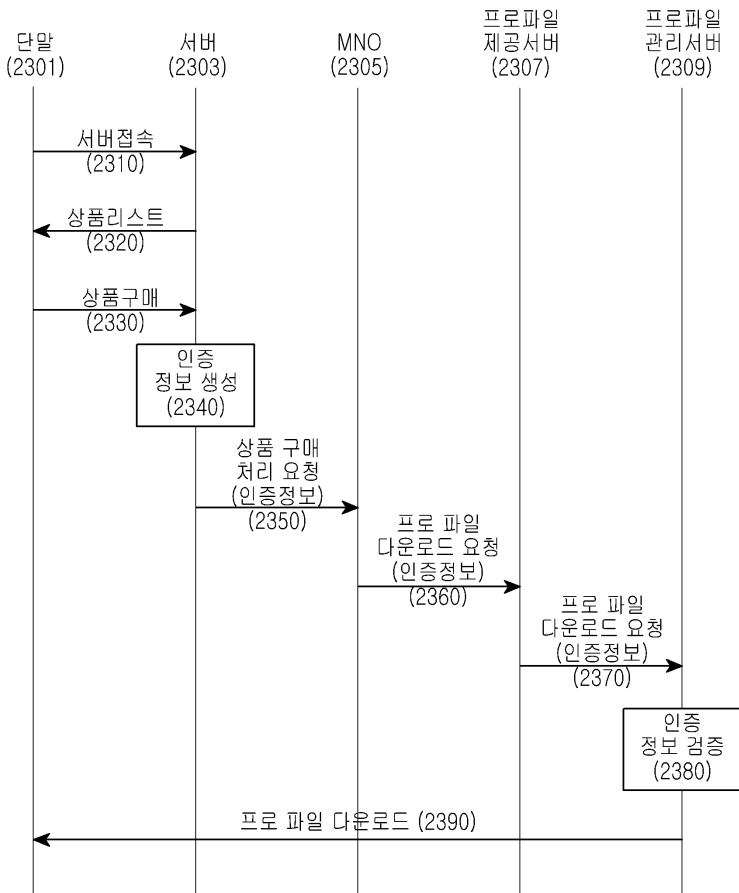 단말
(2301)
서버
(2303)
MNO
(2305)
프로파일
제공서버
(2307)
프로파일
관리서버
(2309)
서버접속
(2310)
상품리스트
(2320)
상품구매
(2330)
인증
정보 생성
(2340)
상품 구매
처리 요청
(인증정보)
(2350)
프로 파일
다운로드 요청
(인증정보)
(2360)
프로 파일
다운로드 요청
(인증정보)
(2370)
인증
정보 검증
(2380)
프로 파일 다운로드 (2390)